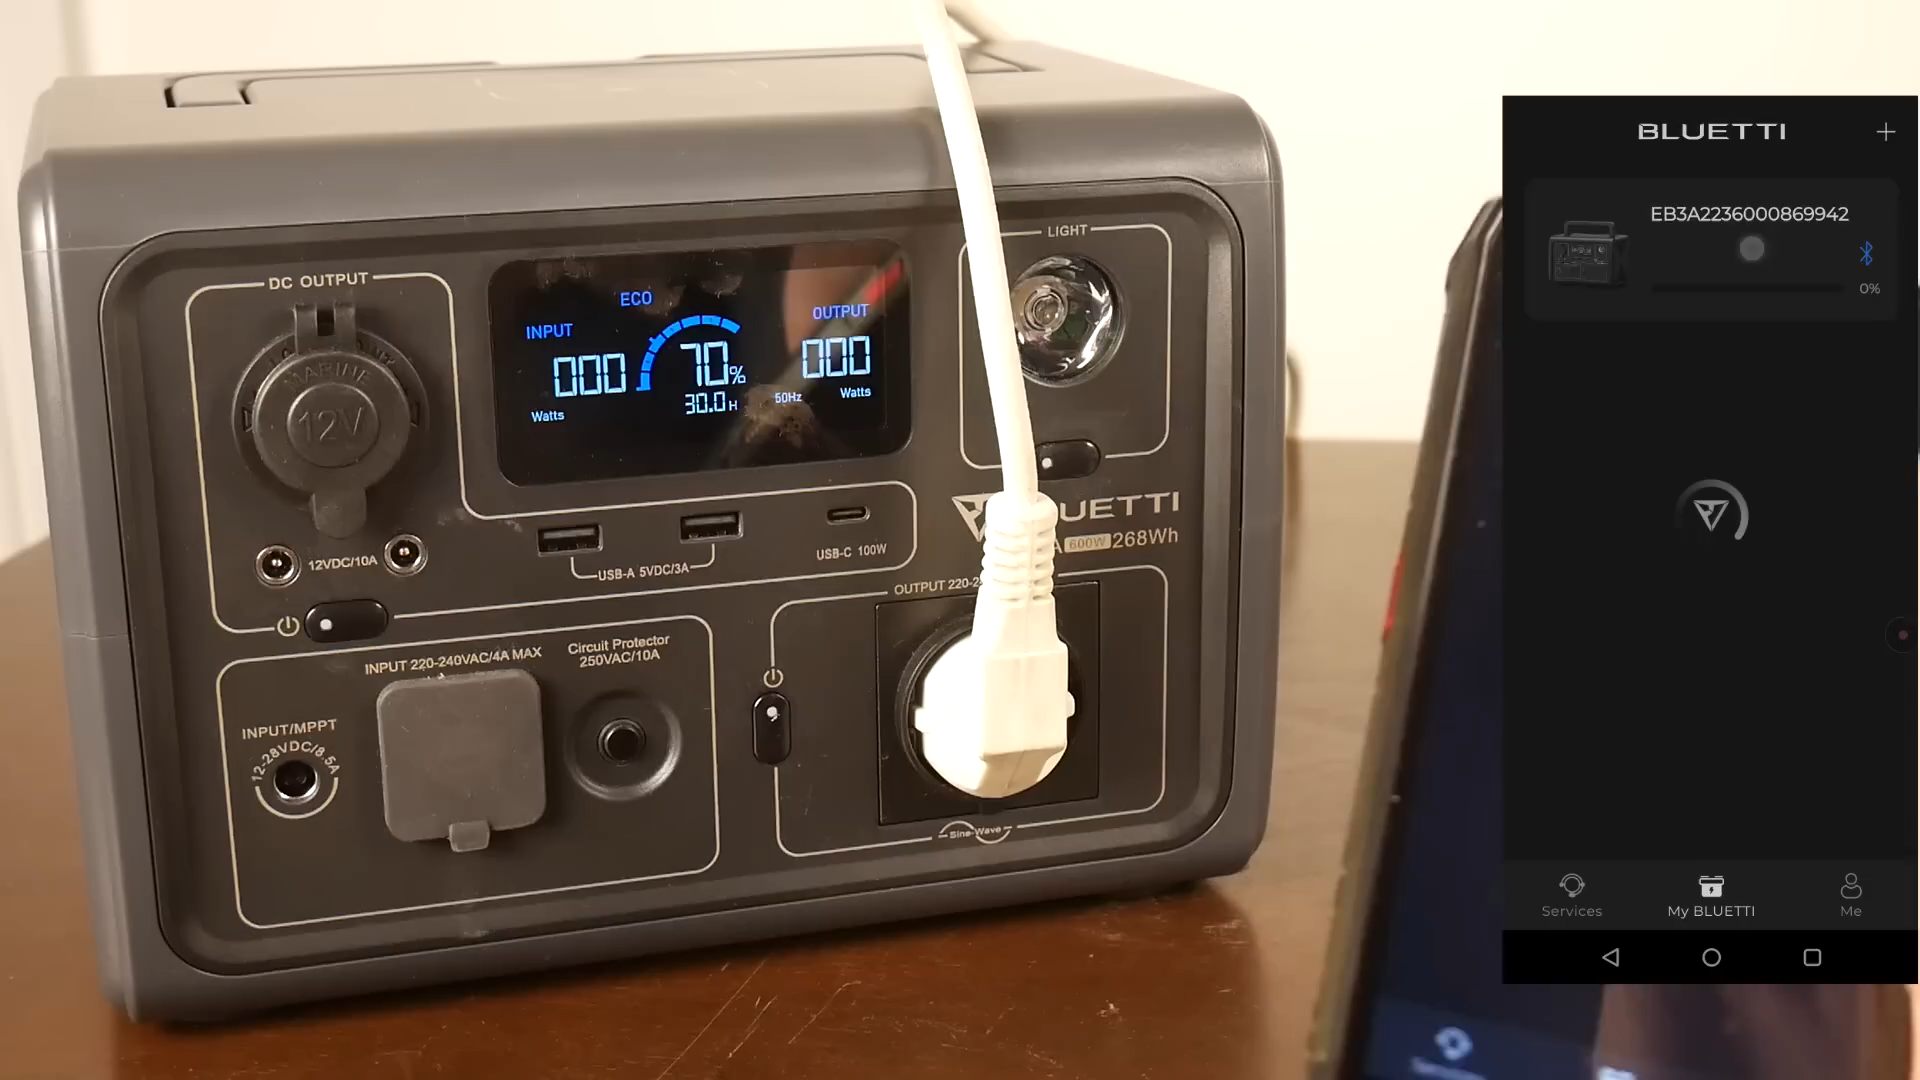 DC OUTPUT
MARINE
12V
12VDC/10A
ECO
INPUT
000
Watts
70%
30.0H
50Hz
OUTPUT
000
Watts
LIGHT
USB-A 5VDC/3A
USB-C 100W
UETTI
A 600W 268Wh
INPUT 220-240VAC/4A MAX
Circuit Protector
250VAC/10A
INPUT/MPPT
12-28VDC/8.5A
OUTPUT 220-2
Sine-Wave
BLUETTI
+
EB3A2236000869942
0%
Services
My BLUETTI
Me